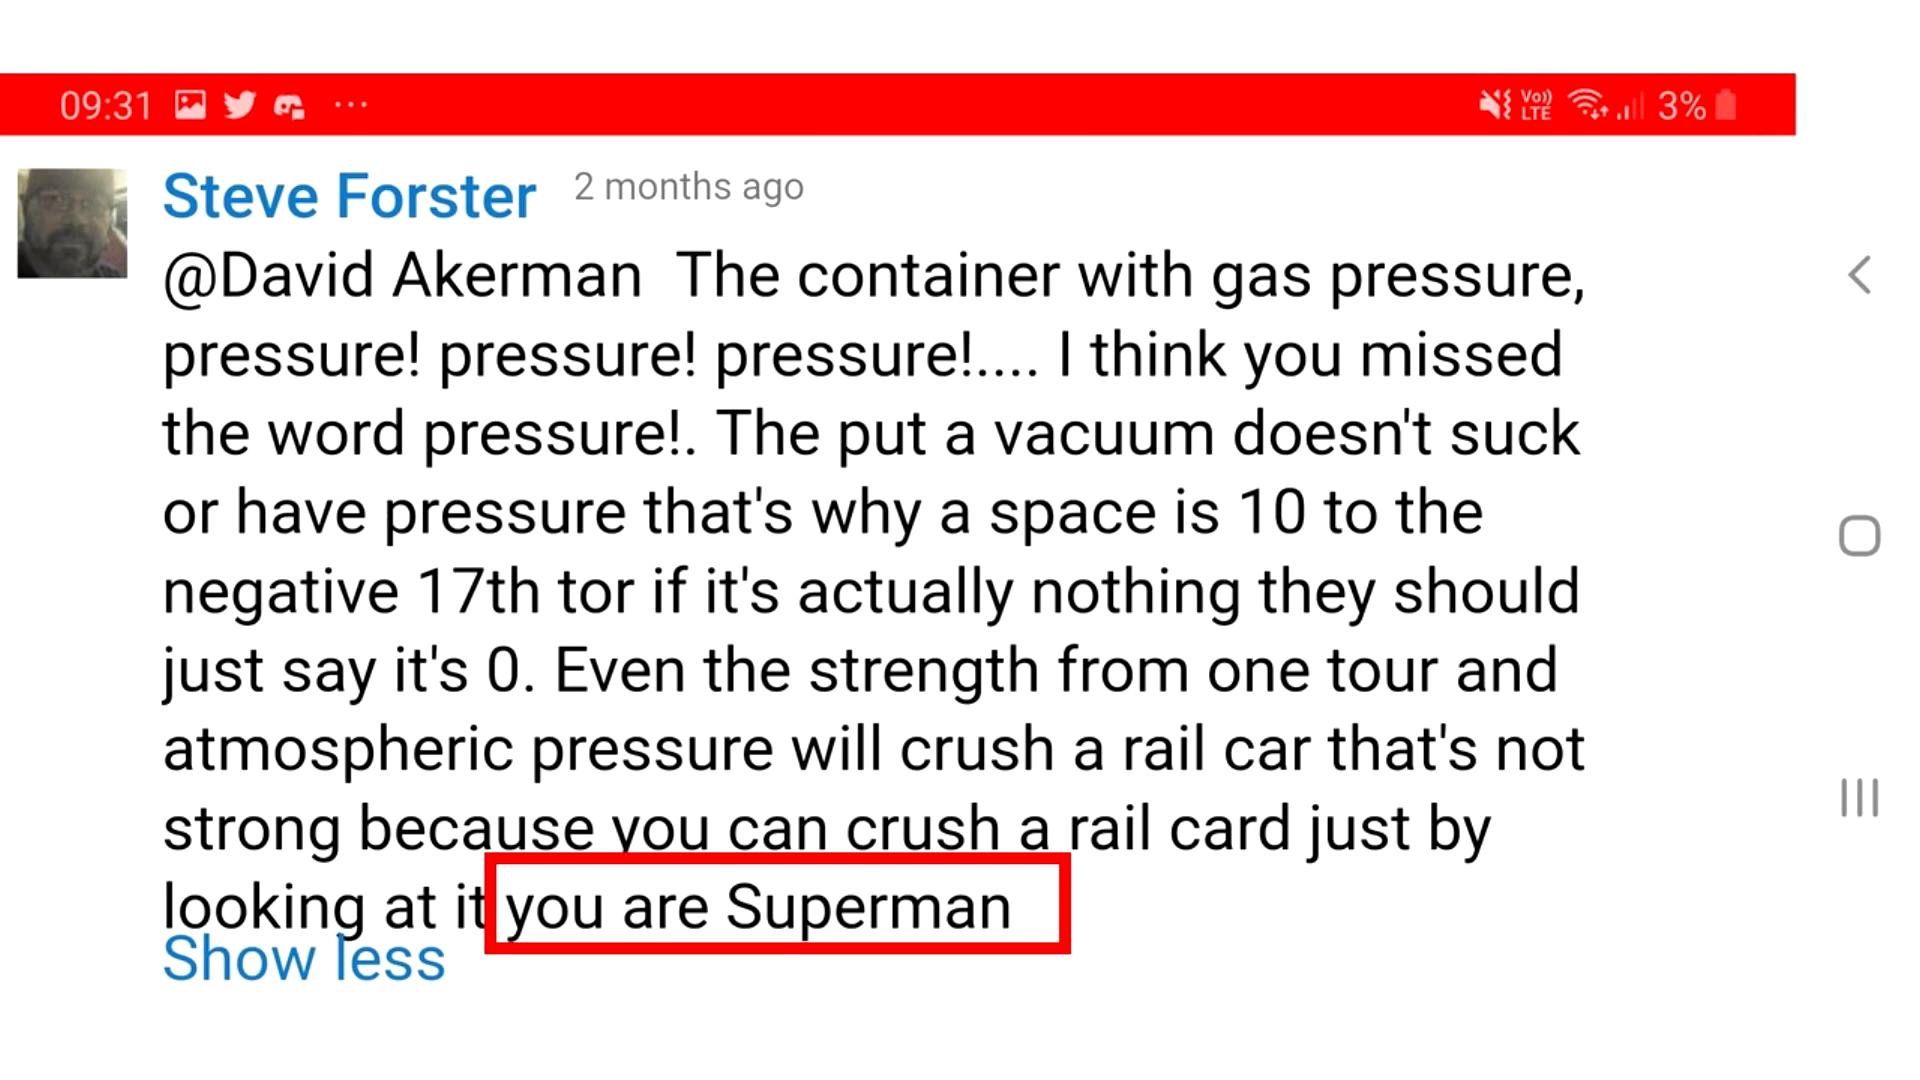 09:31 ... Vo)) LTE 3%
Steve Forster 2 months ago
@David Akerman The container with gas pressure,
pressure! pressure! pressure!.... I think you missed
the word pressure!. The put a vacuum doesn't suck
or have pressure that's why a space is 10 to the
negative 17th tor if it's actually nothing they should
just say it's 0. Even the strength from one tour and
atmospheric pressure will crush a rail car that's not
strong because you can crush a rail card just by
looking at it you are Superman
Show less